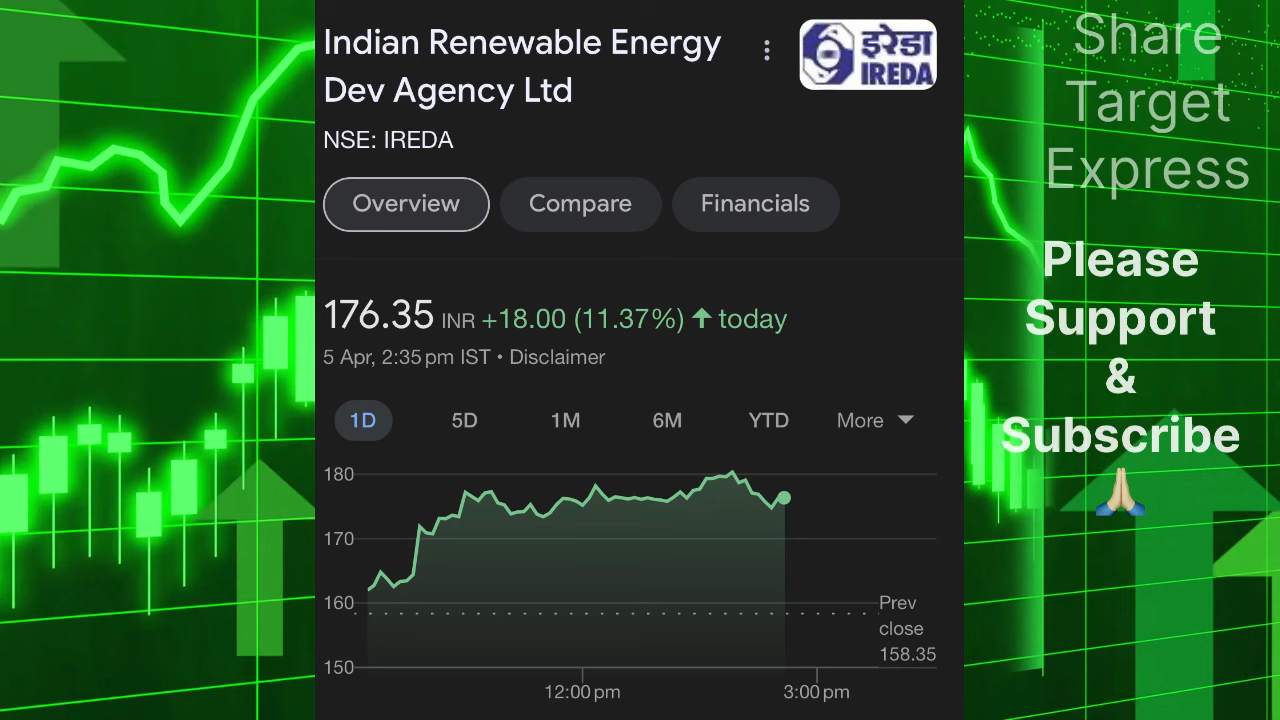 Indian Renewable Energy
Dev Agency Ltd
इरेडा
IREDA
NSE: IREDA
Overview
Compare
Financials
176.35 INR +18.00 (11.37%) ↑ today
5 Apr, 2:35 pm IST • Disclaimer
1D
5D
1M
6M
YTD
More
180
170
160
150
Prev
close
158.35
12:00 pm
3:00 pm
Share
Target
Express
Please
Support
&
Subscribe
🙏🏼